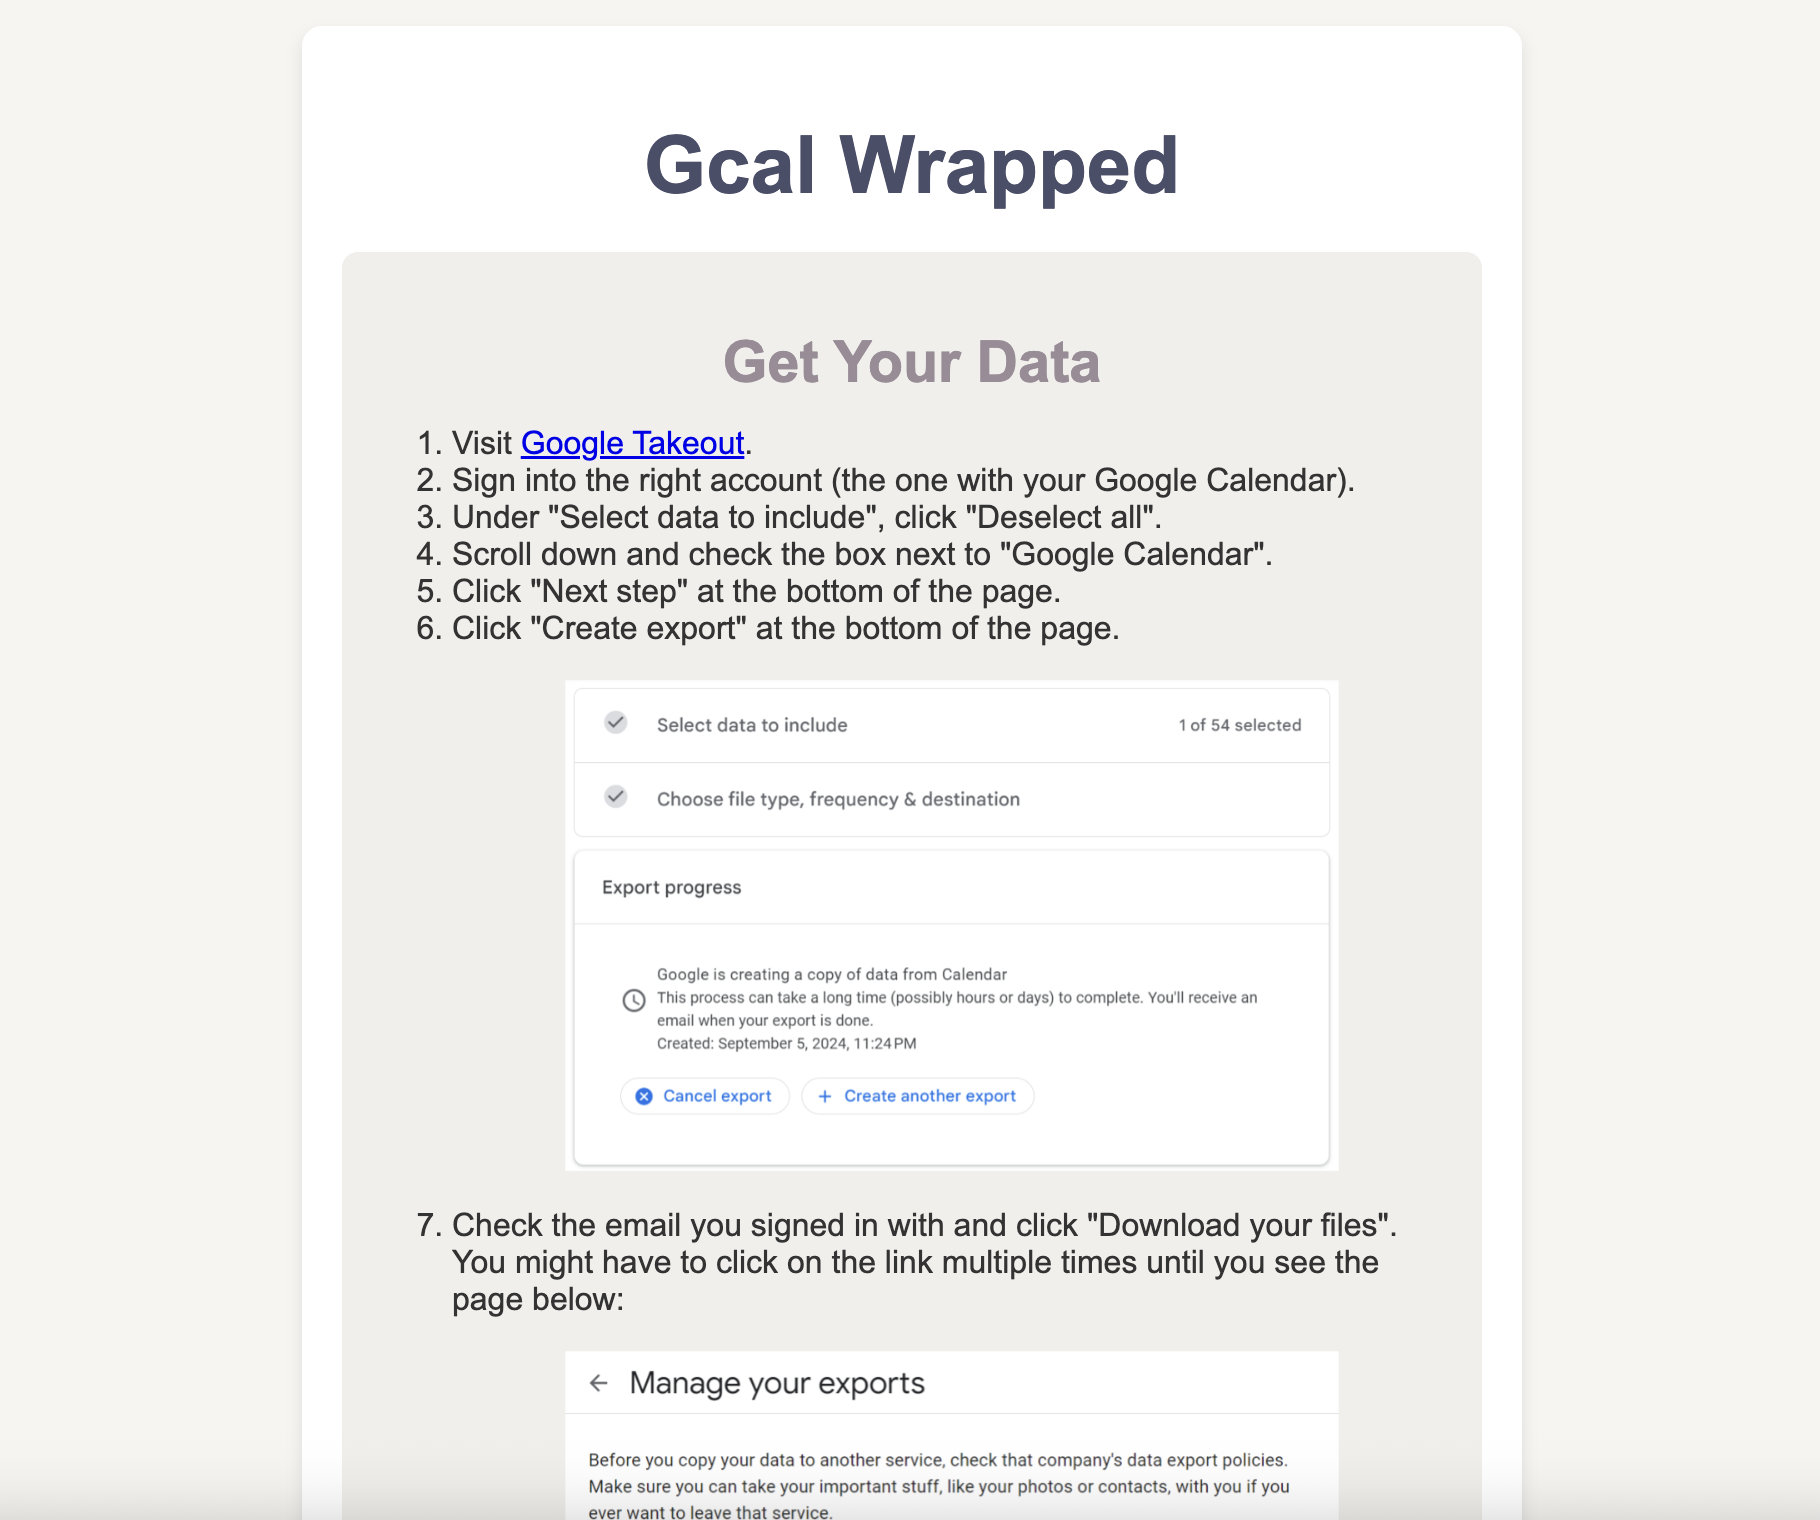 Gcal Wrapped
Get Your Data
1. Visit Google Takeout.
2. Sign into the right account (the one with your Google Calendar).
3. Under "Select data to include", click "Deselect all".
4. Scroll down and check the box next to "Google Calendar".
5. Click "Next step" at the bottom of the page.
6. Click "Create export" at the bottom of the page.
Select data to include 1 of 54 selected
Choose file type, frequency & destination
Export progress
Google is creating a copy of data from Calendar
This process can take a long time (possibly hours or days) to complete. You'll receive an
email when your export is done.
Created: September 5, 2024, 11:24 PM
Cancel export + Create another export
7. Check the email you signed in with and click "Download your files".
You might have to click on the link multiple times until you see the
page below:
← Manage your exports
Before you copy your data to another service, check that company's data export policies.
Make sure you can take your important stuff, like your photos or contacts, with you if you
ever want to leave that service.